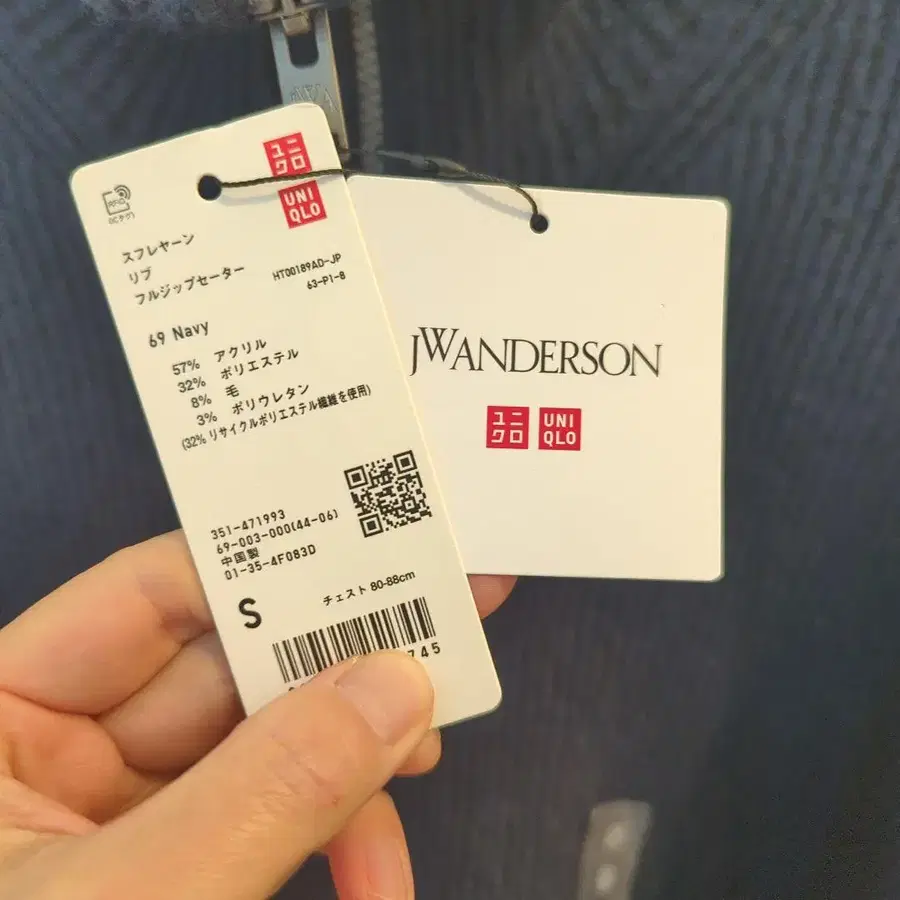 ユニ
クロ
UNI
QLO
RFID
スフレヤーン
リブ
フルジップセーター
HT00189AD-JP
63-P1-8
69 Navy
57% アクリル
32% ポリエステル
8% 毛
3% ポリウレタン
(32% リサイクルポリエステル繊維を使用)
351-471993
69-003-000(44-06)
中国製
01-35-4F083D
S
チェスト 80-88cm
745
JWANDERSON
ユニ
クロ
UNI
QLO